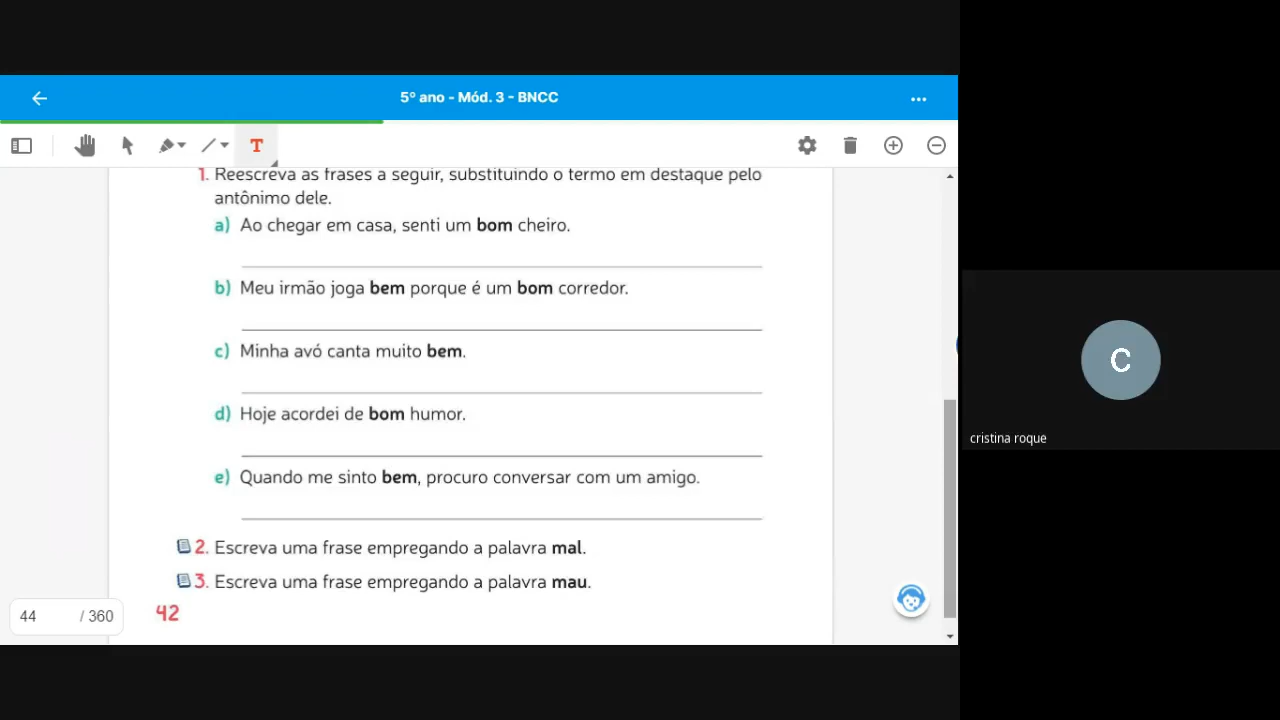 5º ano - Mód. 3 - BNCC
T
1. Reescreva as frases a seguir, substituindo o termo em destaque pelo
antônimo dele.
a) Ao chegar em casa, senti um bom cheiro.
b) Meu irmão joga bem porque é um bom corredor.
c) Minha avó canta muito bem.
d) Hoje acordei de bom humor.
e) Quando me sinto bem, procuro conversar com um amigo.
2. Escreva uma frase empregando a palavra mal.
3. Escreva uma frase empregando a palavra mau.
44 / 360
42
C
cristina roque